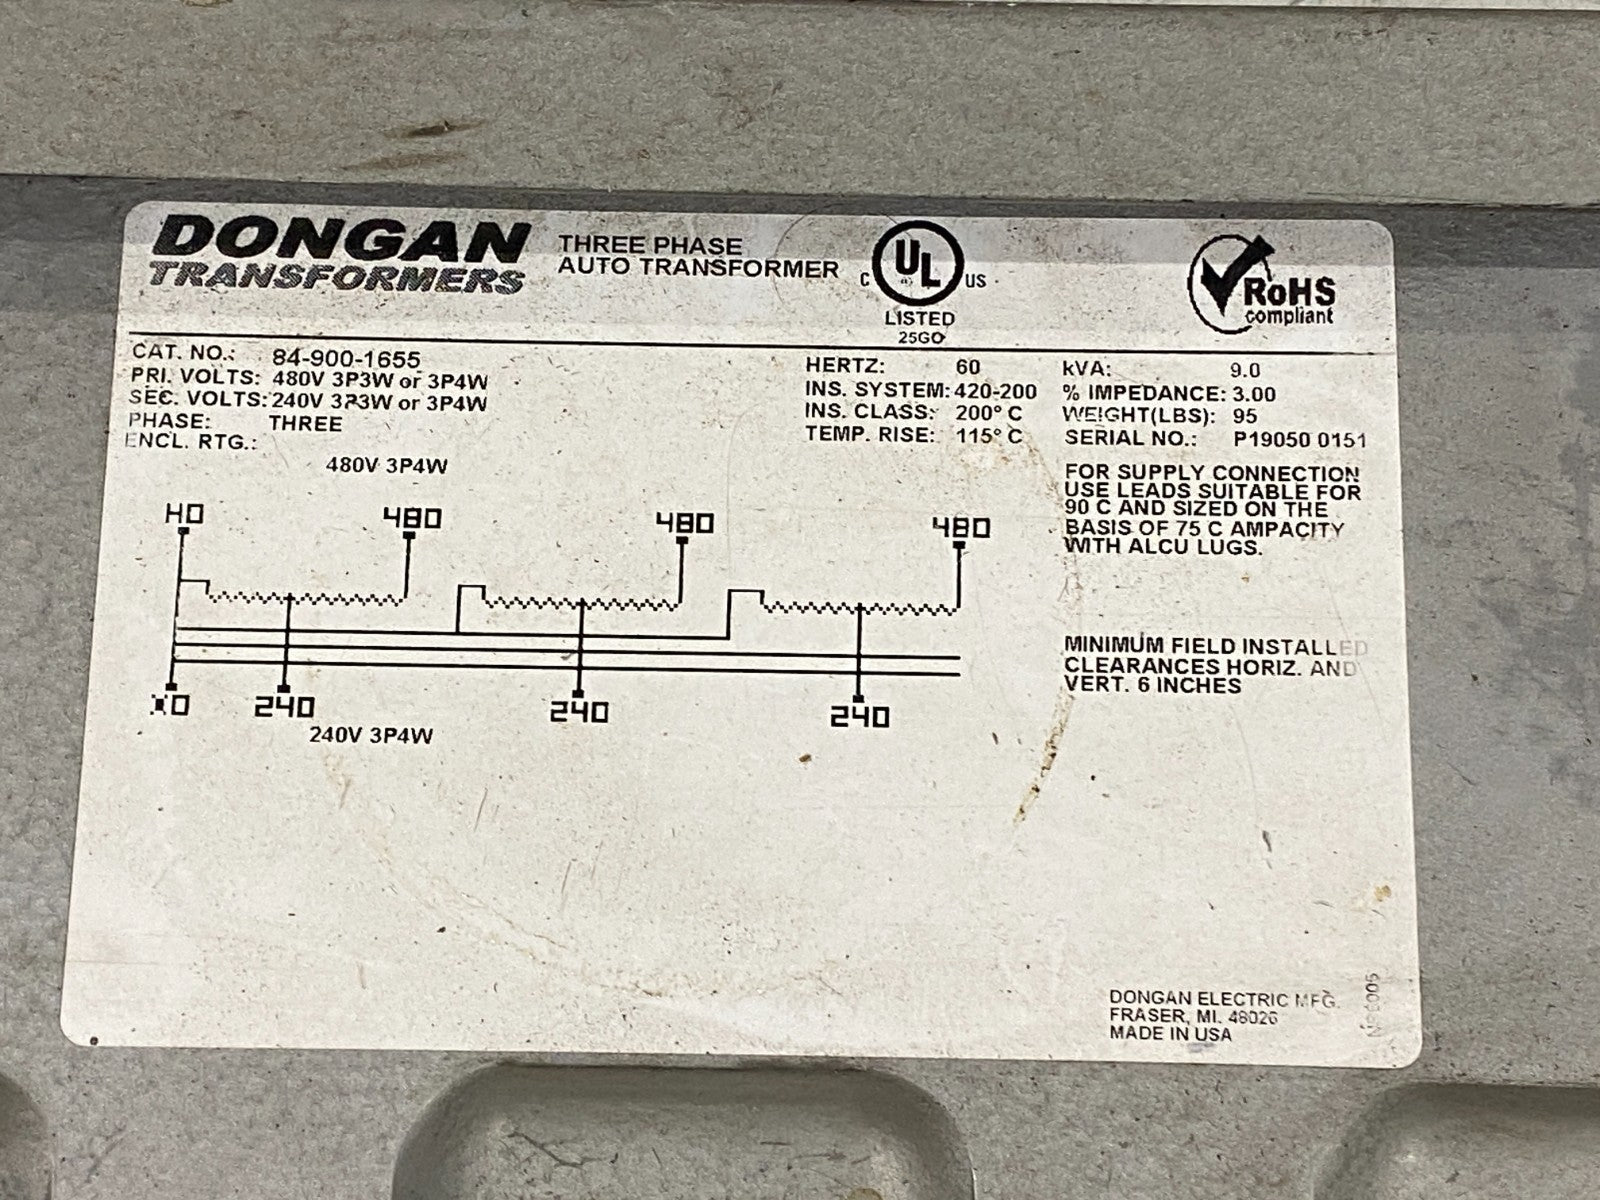 DONGAN
TRANSFORMERS
THREE PHASE
AUTO TRANSFORMER
C UL US
LISTED
25GO
RoHS
compliant
CAT. NO.: 84-900-1655
PRI. VOLTS: 480V 3P3W or 3P4W
SEC. VOLTS: 240V 3P3W or 3P4W
PHASE: THREE
ENCL. RTG.:
HERTZ: 60
INS. SYSTEM: 420-200
INS. CLASS: 200° C
TEMP. RISE: 115° C
kVA: 9.0
% IMPEDANCE: 3.00
WEIGHT(LBS): 95
SERIAL NO.: P19050 0151
480V 3P4W
H0 480 480 480
X0 240 240 240
240V 3P4W
FOR SUPPLY CONNECTION
USE LEADS SUITABLE FOR
90 C AND SIZED ON THE
BASIS OF 75 C AMPACITY
WITH ALCU LUGS.
MINIMUM FIELD INSTALLED
CLEARANCES HORIZ. AND
VERT. 6 INCHES
DONGAN ELECTRIC MFG.
FRASER, MI. 48026
MADE IN USA